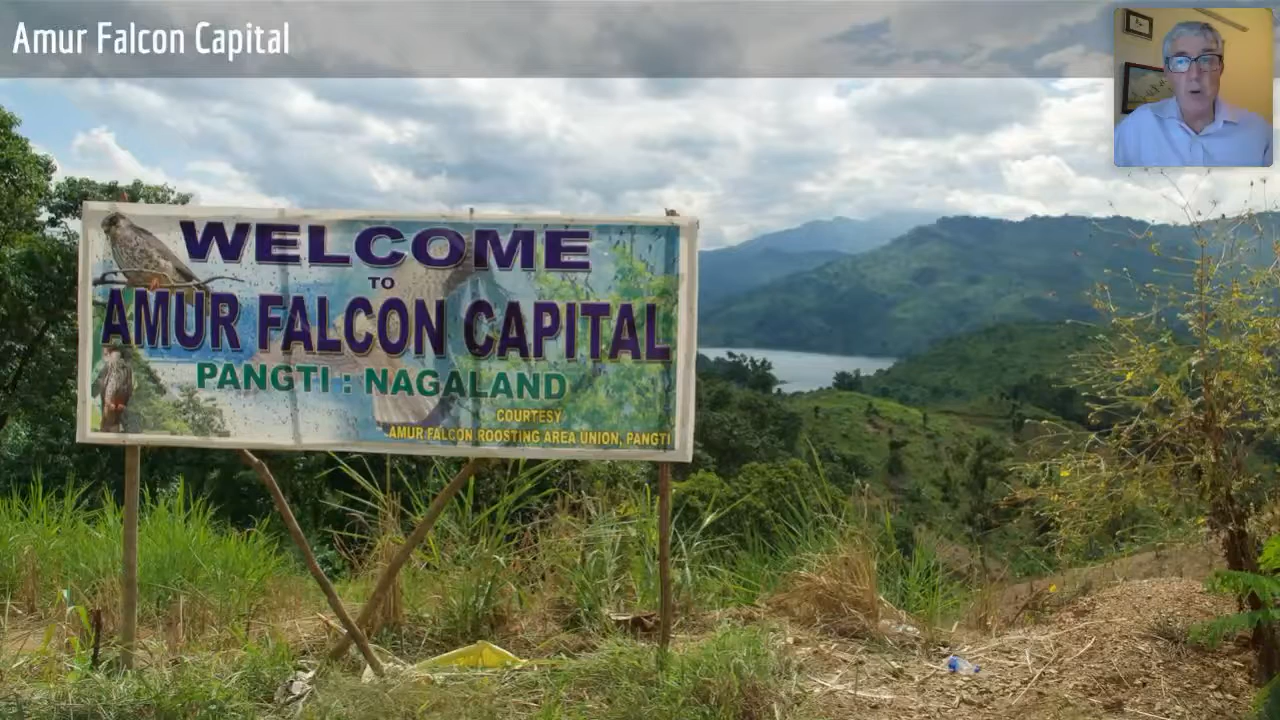 Amur Falcon Capital
WELCOME
TO
AMUR FALCON CAPITAL
PANGTI : NAGALAND
COURTESY
AMUR FALCON ROOSTING AREA UNION, PANGTI